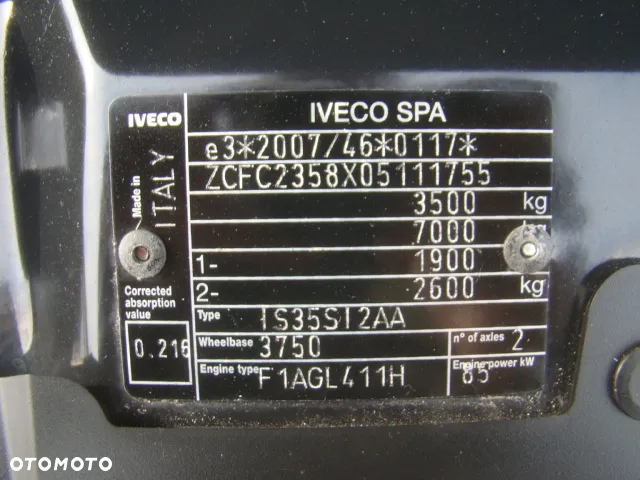 IVECO
IVECO SPA
e3*2007/46*0117*
ZCFC2358X05111755
3500 kg
7000
1- 1900
2- 2600 kg
Made in
ITALY
Corrected
absorption
value
0.216
Type IS35SI2AA
Wheelbase 3750
n° of axles 2
Engine type F1AGL411H
Engine power kW
85
OTOMOTO